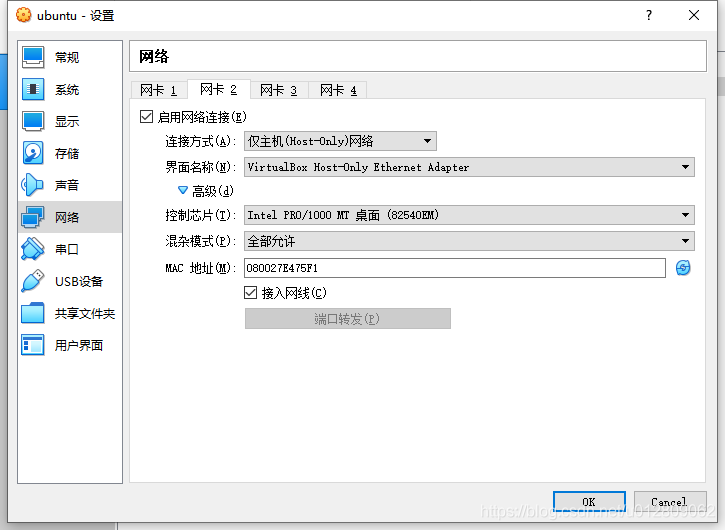 ubuntu - 设置
?
常规
系统
显示
存储
声音
网络
串口
USB设备
共享文件夹
用户界面
网络
网卡 1 网卡 2 网卡 3 网卡 4
启用网络连接(E)
连接方式(A): 仅主机(Host-Only)网络
界面名称(N): VirtualBox Host-Only Ethernet Adapter
高级(d)
控制芯片(T): Intel PRO/1000 MT 桌面 (82540EM)
混杂模式(P): 全部允许
MAC 地址(M): 080027E475F1
接入网线(C)
端口转发(P)
OK Cancel